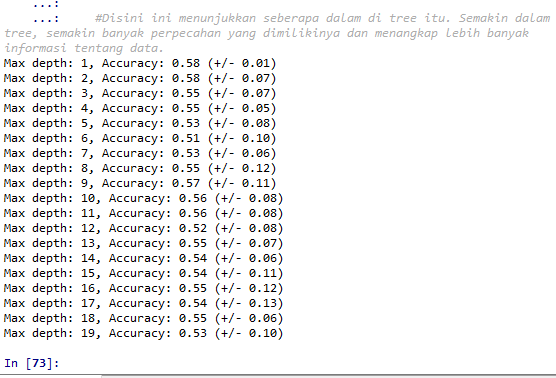 ...:
...:     #Disini ini menunjukkan seberapa dalam di tree itu. Semakin dalam
tree, semakin banyak perpecahan yang dimilikinya dan menangkap lebih banyak
informasi tentang data.
Max depth: 1, Accuracy: 0.58 (+/- 0.01)
Max depth: 2, Accuracy: 0.58 (+/- 0.07)
Max depth: 3, Accuracy: 0.55 (+/- 0.07)
Max depth: 4, Accuracy: 0.55 (+/- 0.05)
Max depth: 5, Accuracy: 0.53 (+/- 0.08)
Max depth: 6, Accuracy: 0.51 (+/- 0.10)
Max depth: 7, Accuracy: 0.53 (+/- 0.06)
Max depth: 8, Accuracy: 0.55 (+/- 0.12)
Max depth: 9, Accuracy: 0.57 (+/- 0.11)
Max depth: 10, Accuracy: 0.56 (+/- 0.08)
Max depth: 11, Accuracy: 0.56 (+/- 0.08)
Max depth: 12, Accuracy: 0.52 (+/- 0.08)
Max depth: 13, Accuracy: 0.55 (+/- 0.07)
Max depth: 14, Accuracy: 0.54 (+/- 0.06)
Max depth: 15, Accuracy: 0.54 (+/- 0.11)
Max depth: 16, Accuracy: 0.55 (+/- 0.12)
Max depth: 17, Accuracy: 0.54 (+/- 0.13)
Max depth: 18, Accuracy: 0.55 (+/- 0.06)
Max depth: 19, Accuracy: 0.53 (+/- 0.10)
In [73]: